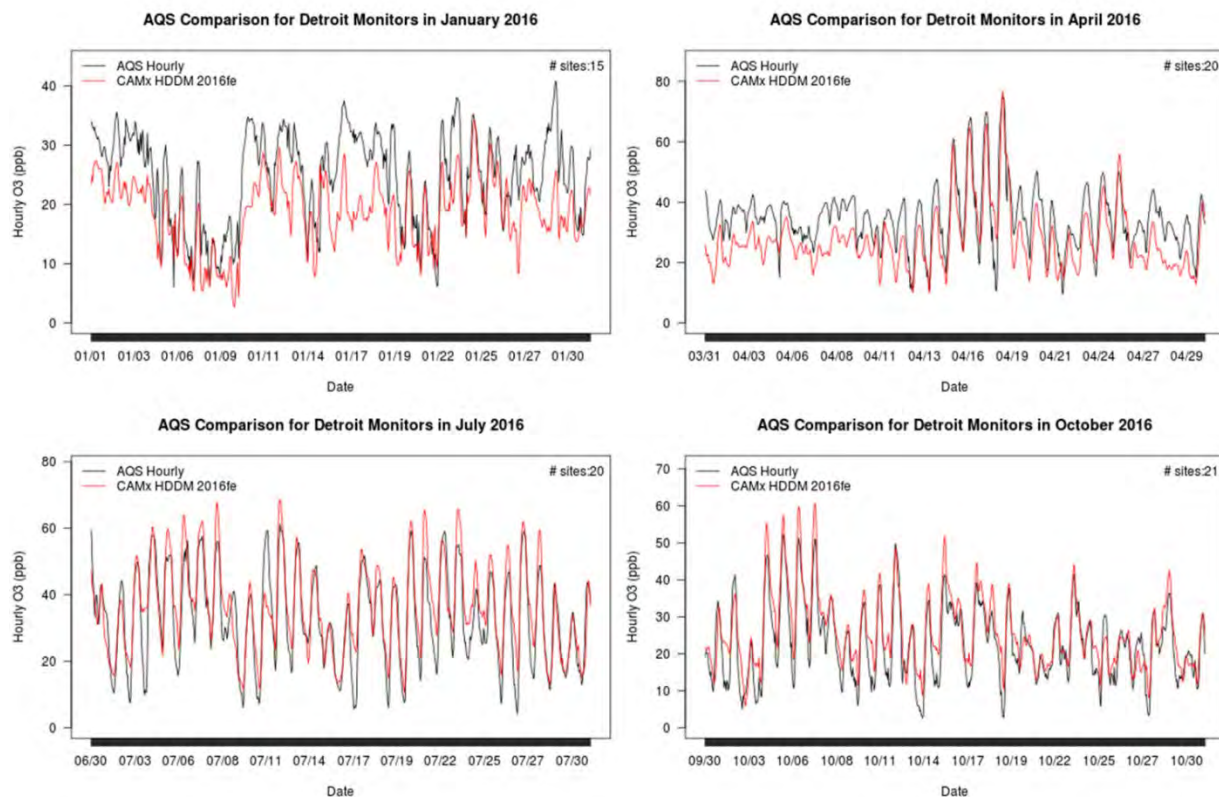 AQS Comparison for Detroit Monitors in January 2016
AQS Hourly
CAMx HDDM 2016fe
# sites:15
Hourly O3 (ppb)
40
30
20
10
0
01/01 01/03 01/06 01/09 01/11 01/14 01/17 01/19 01/22 01/25 01/27 01/30
Date
AQS Comparison for Detroit Monitors in April 2016
AQS Hourly
CAMx HDDM 2016fe
# sites:20
Hourly O3 (ppb)
80
60
40
20
0
03/31 04/03 04/06 04/08 04/11 04/13 04/16 04/19 04/21 04/24 04/27 04/29
Date
AQS Comparison for Detroit Monitors in July 2016
AQS Hourly
CAMx HDDM 2016fe
# sites:20
Hourly O3 (ppb)
80
60
40
20
0
06/30 07/03 07/06 07/08 07/11 07/14 07/17 07/19 07/22 07/25 07/27 07/30
Date
AQS Comparison for Detroit Monitors in October 2016
AQS Hourly
CAMx HDDM 2016fe
# sites:21
Hourly O3 (ppb)
70
60
50
40
30
20
10
0
09/30 10/03 10/06 10/08 10/11 10/14 10/17 10/19 10/22 10/25 10/27 10/30
Date